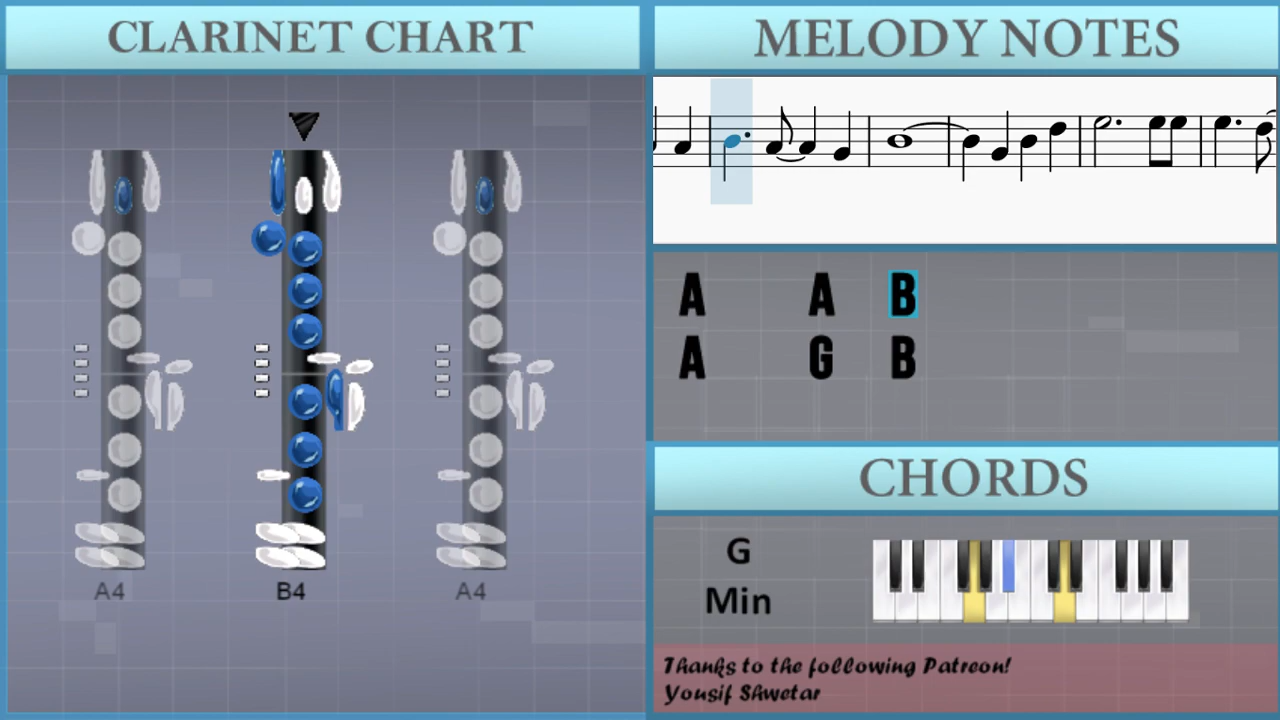 CLARINET CHART
A4 B4 A4
MELODY NOTES
A A B
A G B
CHORDS
G
Min
Thanks to the following Patreon!
Yousif Shwetar